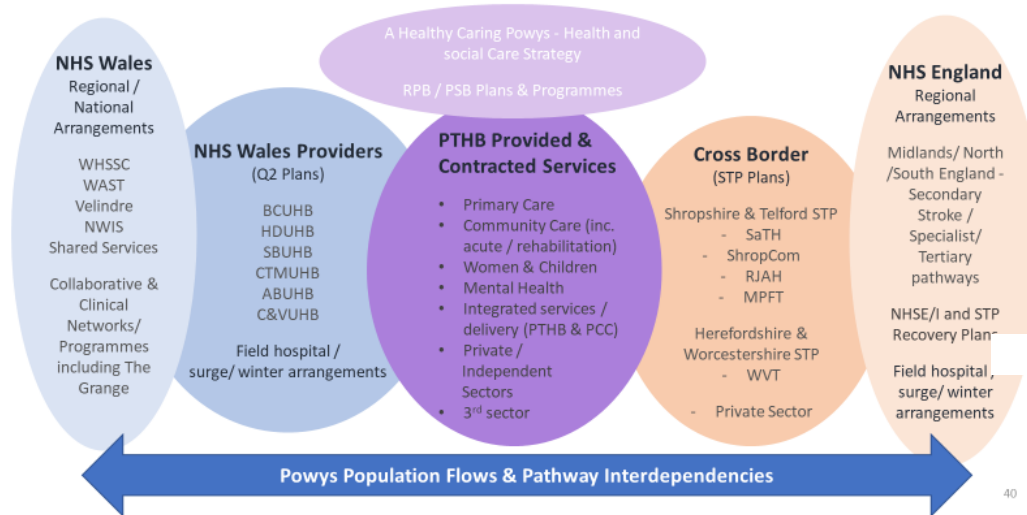 NHS Wales
Regional /
National
Arrangements
WHSSC
WAST
Velindre
NWIS
Shared Services
Collaborative &
Clinical
Networks/
Programmes
including The
Grange
NHS Wales Providers
(Q2 Plans)
BCUHB
HDUHB
SBUHB
CTMUHB
ABUHB
C&VUHB
Field hospital /
surge/ winter arrangements
A Healthy Caring Powys - Health and
social Care Strategy
RPB / PSB Plans & Programmes
PTHB Provided &
Contracted Services
• Primary Care
• Community Care (inc.
acute / rehabilitation)
• Women & Children
• Mental Health
• Integrated services /
delivery (PTHB & PCC)
• Private /
Independent
Sectors
• 3rd sector
Cross Border
(STP Plans)
Shropshire & Telford STP
- SaTH
- ShropCom
- RJAH
- MPFT
Herefordshire &
Worcestershire STP
- WVT
- Private Sector
NHS England
Regional
Arrangements
Midlands/ North
/South England -
Secondary
Stroke /
Specialist/
Tertiary
pathways
NHSE/I and STP
Recovery Plans
Field hospital /
surge/ winter
arrangements
Powys Population Flows & Pathway Interdependencies
40